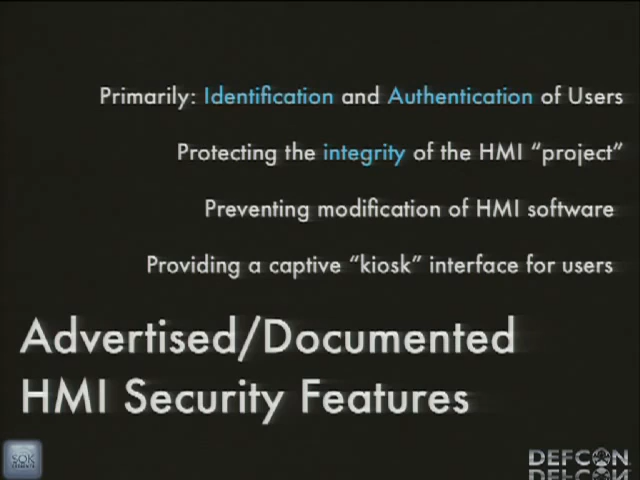 Primarily: Identification and Authentication of Users
Protecting the integrity of the HMI “project”
Preventing modification of HMI software
Providing a captive “kiosk” interface for users
Advertised/Documented
HMI Security Features
SOK
DEFCON